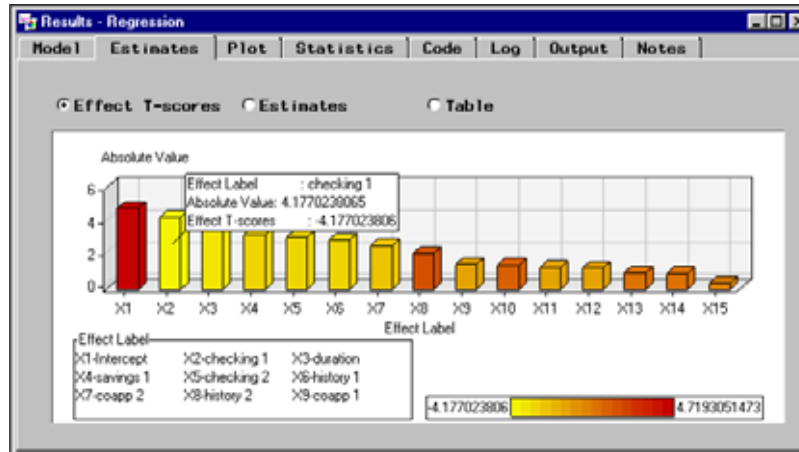 Results - Regression
Model Estimates Plot Statistics Code Log Output Notes
Effect T-scores Estimates Table
Absolute Value
Effect Label : checking 1
Absolute Value: 4.1770238065
Effect T-scores : -4.177023806
6
4
2
0
X1 X2 X3 X4 X5 X6 X7 X8 X9 X10 X11 X12 X13 X14 X15
Effect Label
Effect Label
X1-Intercept X2-checking 1 X3-duration
X4-savings 1 X5-checking 2 X6-history 1
X7-coapp 2 X8-history 2 X9-coapp 1
-4.177023806 4.7193051473